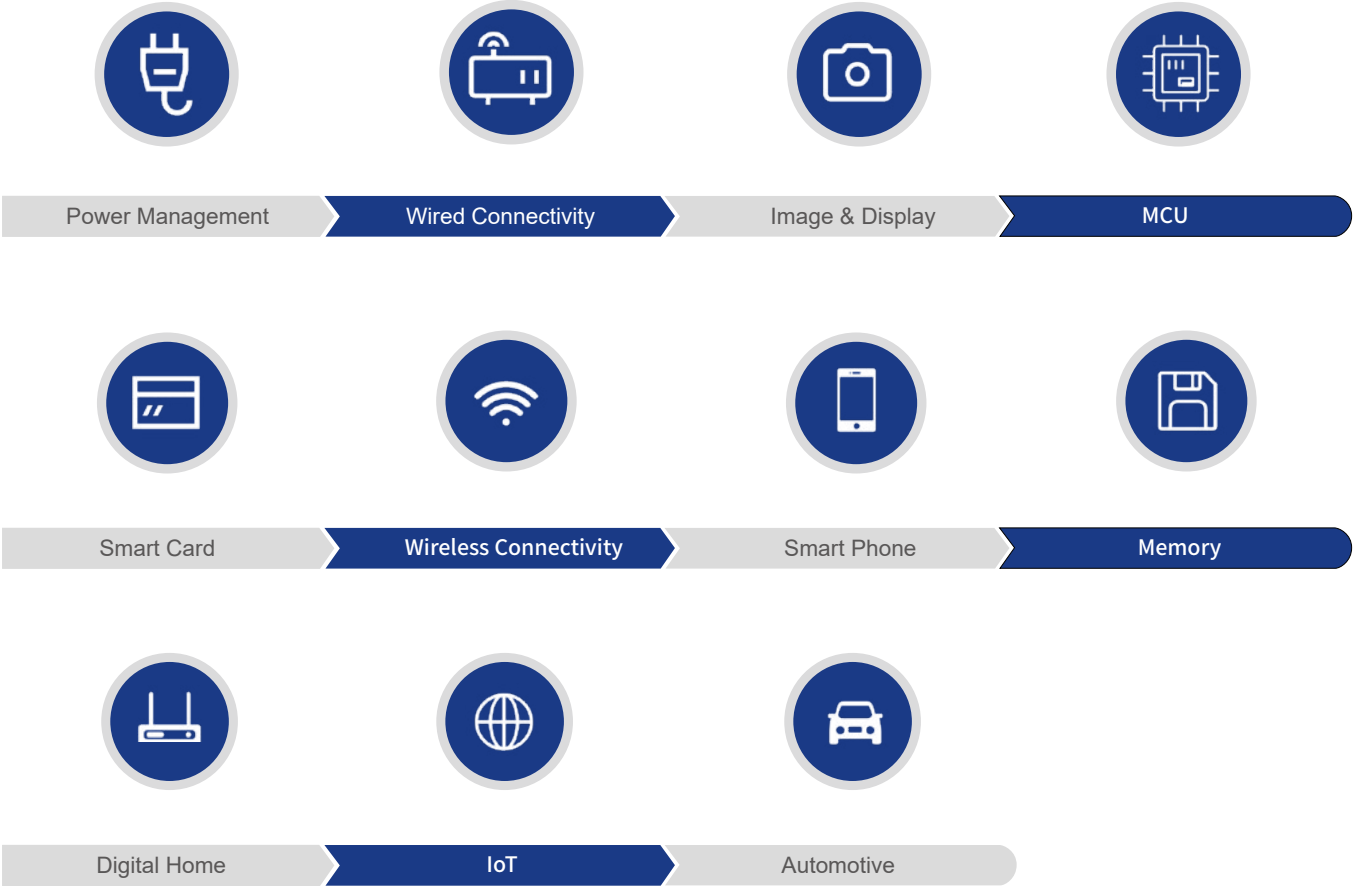 Power Management
Wired Connectivity
Image & Display
MCU
Smart Card
Wireless Connectivity
Smart Phone
Memory
Digital Home
IoT
Automotive